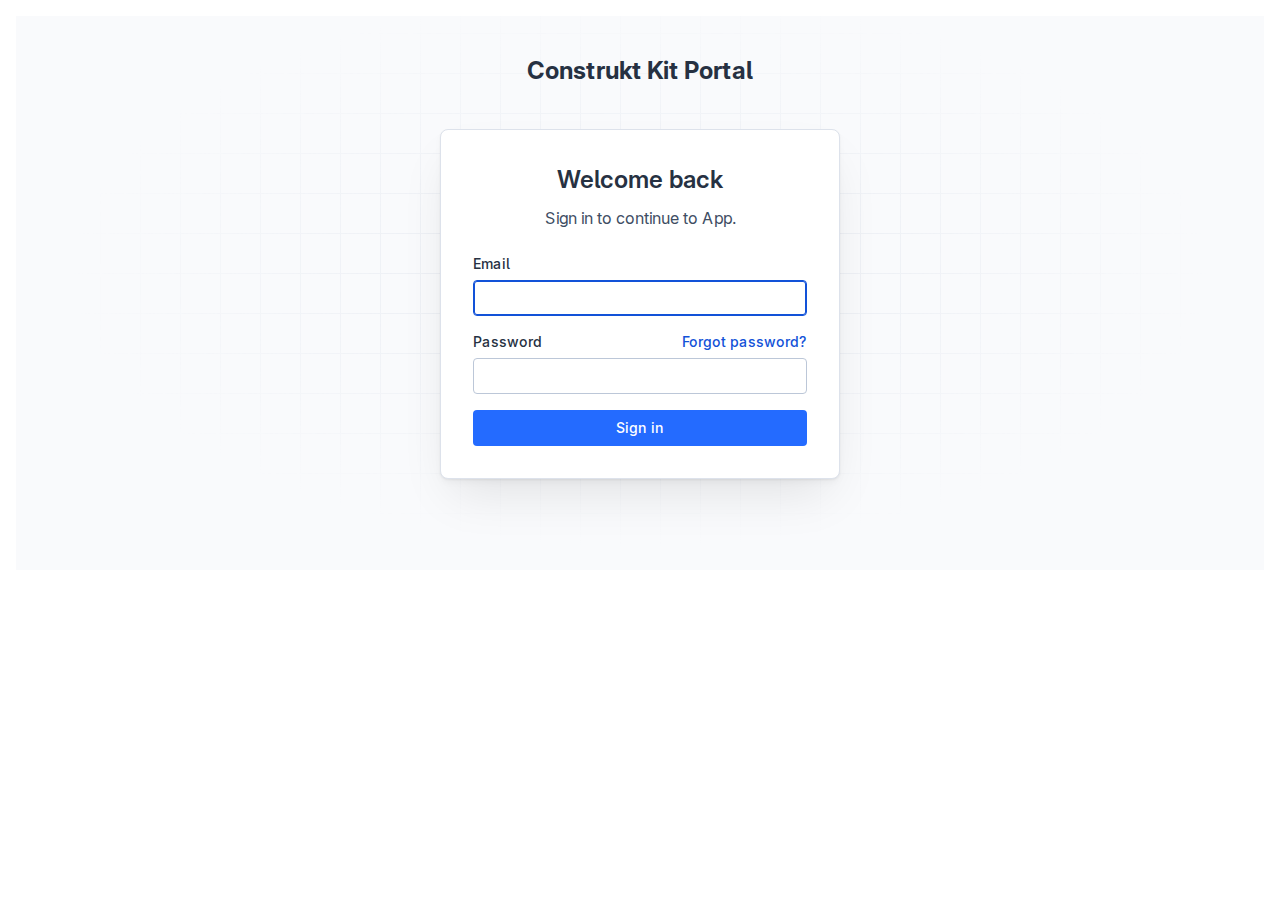 Construkt Kit Portal
Welcome back
Sign in to continue to App.
Email
Password Forgot password?
Sign in